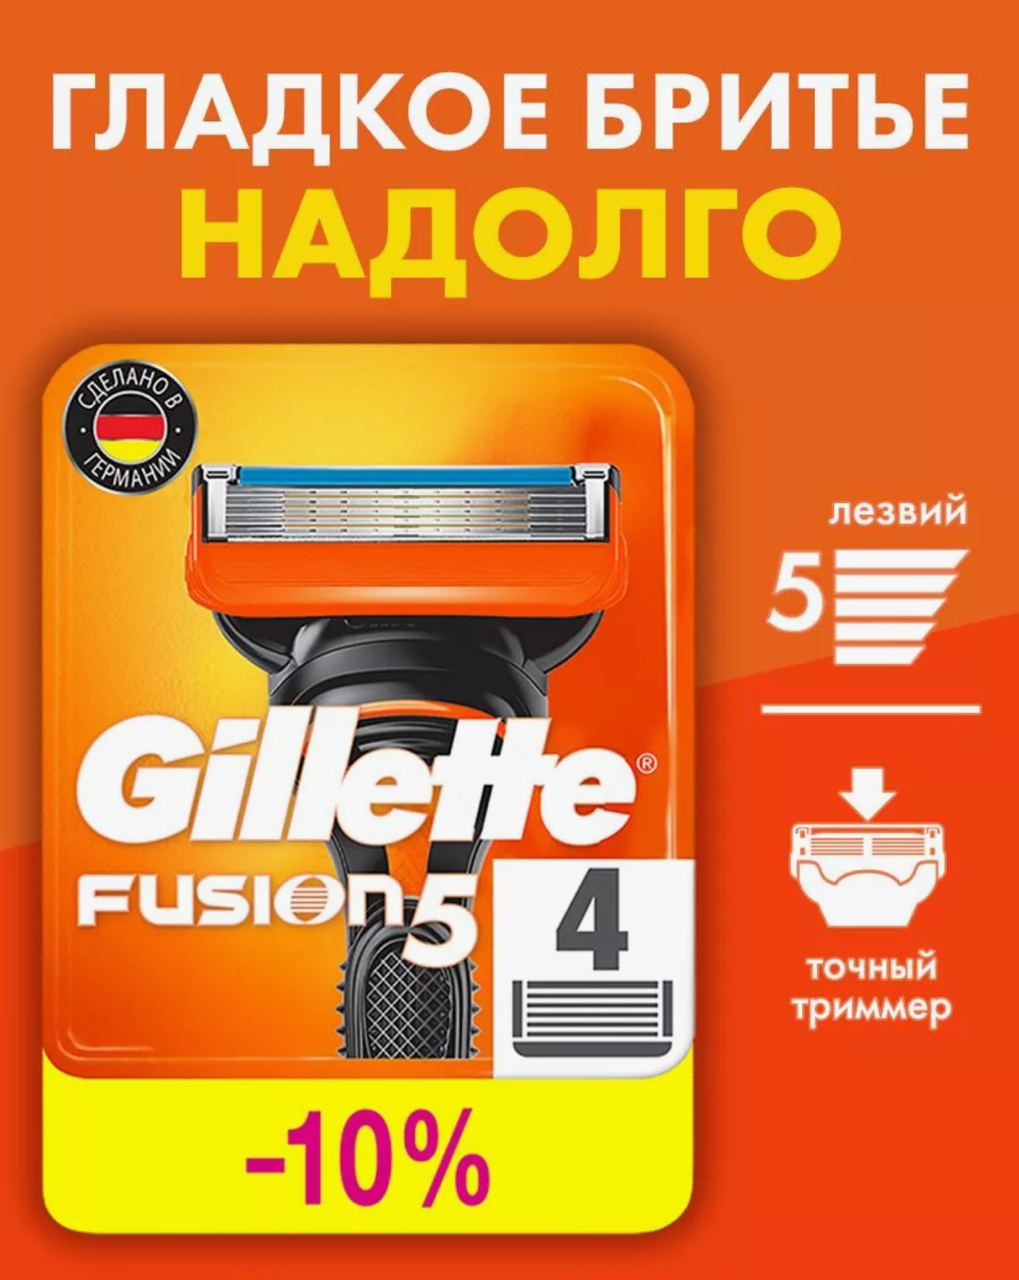 ГЛАДКОЕ БРИТЬЕ
НАДОЛГО
СДЕЛАНО В
ГЕРМАНИИ
лезвий
5
Gillette®
FUSION5
4
точный
триммер
-10%